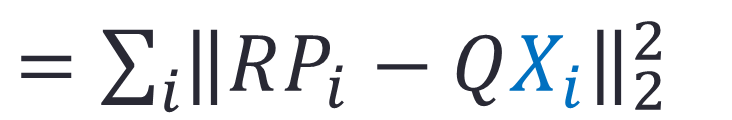 = ∑ᵢ‖RPᵢ − QXᵢ‖₂²